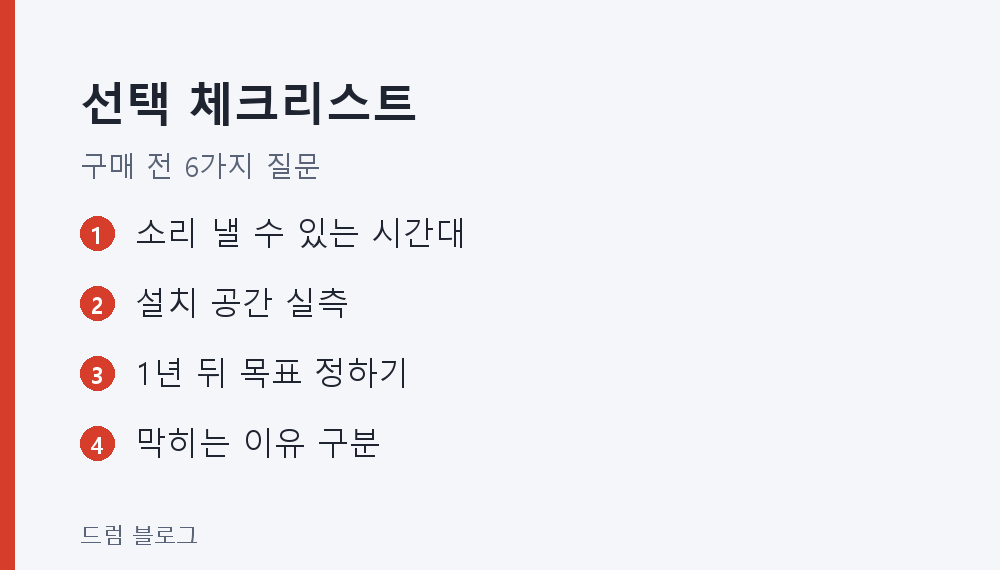 선택 체크리스트
구매 전 6가지 질문
1 소리 낼 수 있는 시간대
2 설치 공간 실측
3 1년 뒤 목표 정하기
4 막히는 이유 구분
드럼 블로그